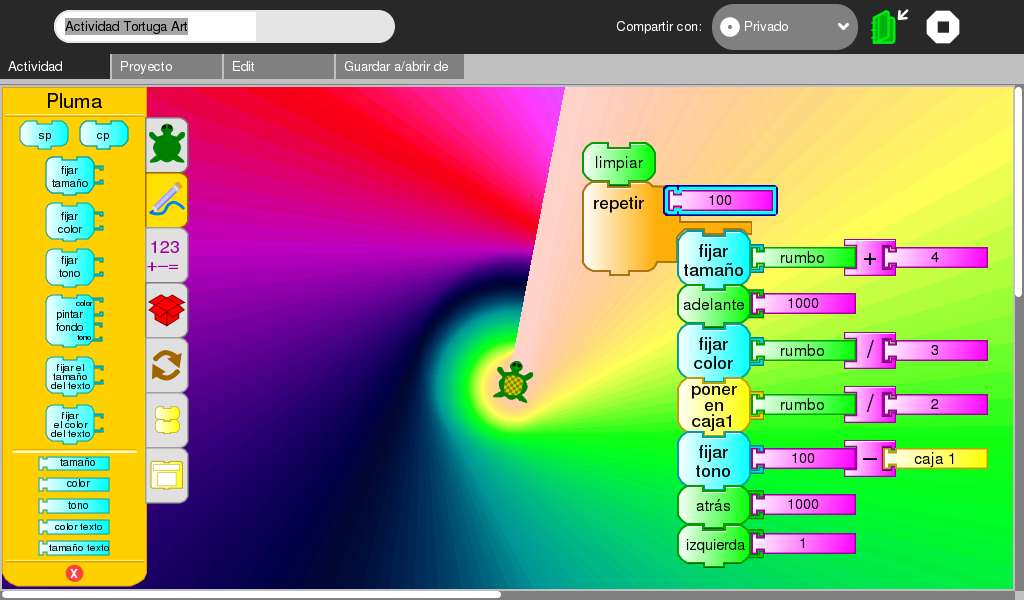 Actividad Tortuga Art
Compartir con:
Privado
Actividad
Proyecto
Edit
Guardar a/abrir de
Pluma
sp
cp
fijar
tamaño
fijar
color
fijar
tono
color
pintar
fondo
tono
fijar el
tamaño
del texto
fijar
el color
del texto
tamaño
color
tono
color texto
tamaño texto
X
123
+−=
limpiar
repetir
100
fijar
tamaño
rumbo
+
4
adelante
1000
fijar
color
rumbo
/
3
poner
en
caja1
rumbo
/
2
fijar
tono
100
−
caja 1
atrás
1000
izquierda
1